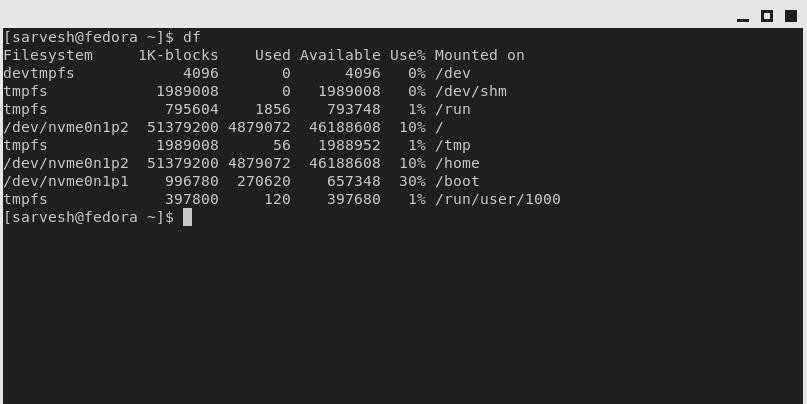 [sarvesh@fedora ~]$ df
Filesystem     1K-blocks    Used Available Use% Mounted on
devtmpfs            4096       0      4096   0% /dev
tmpfs            1989008       0   1989008   0% /dev/shm
tmpfs             795604    1856    793748   1% /run
/dev/nvme0n1p2  51379200 4879072  46188608  10% /
tmpfs            1989008      56   1988952   1% /tmp
/dev/nvme0n1p2  51379200 4879072  46188608  10% /home
/dev/nvme0n1p1    996780  270620    657348  30% /boot
tmpfs             397800     120    397680   1% /run/user/1000
[sarvesh@fedora ~]$